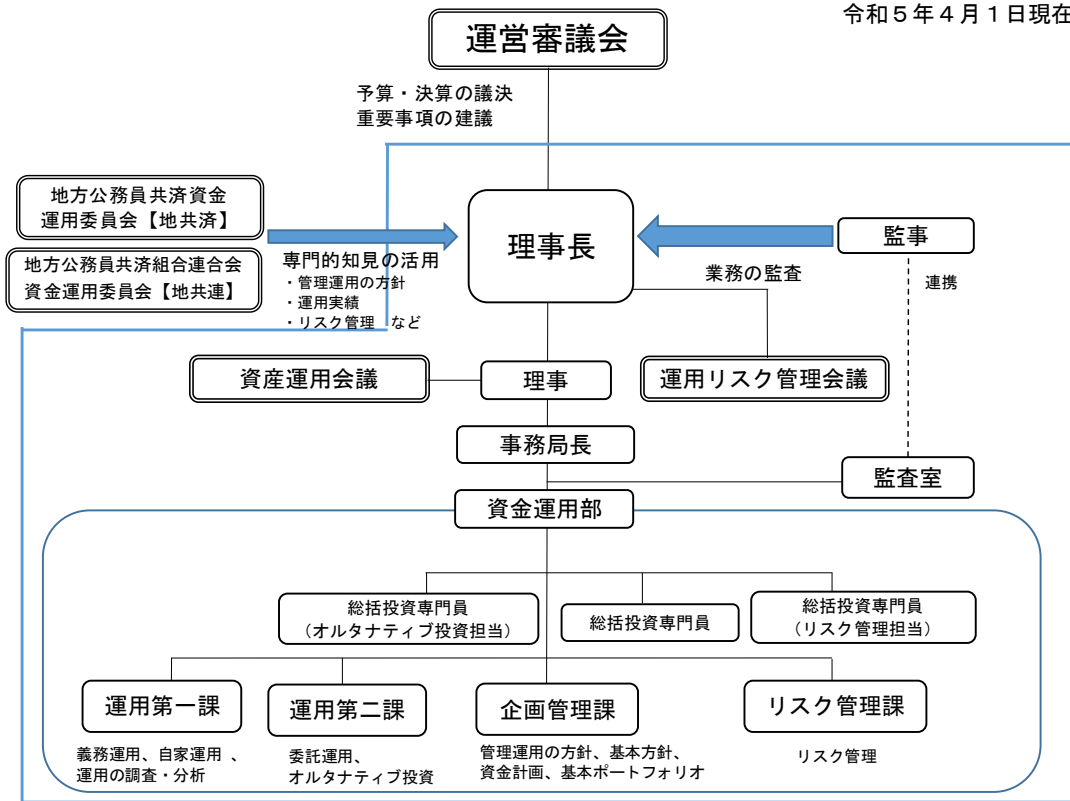 令和５年４月１日現在
運営審議会
予算・決算の議決
重要事項の建議
地方公務員共済資金
運用委員会【地共済】
地方公務員共済組合連合会
資金運用委員会【地共連】
専門的知見の活用
・管理運用の方針
・運用実績
・リスク管理　など
理事長
監事
業務の監査
連携
資産運用会議
理事
運用リスク管理会議
事務局長
監査室
資金運用部
総括投資専門員
（オルタナティブ投資担当）
総括投資専門員
総括投資専門員
（リスク管理担当）
運用第一課
運用第二課
企画管理課
リスク管理課
義務運用、自家運用 、
運用の調査・分析
委託運用、
オルタナティブ投資
管理運用の方針、基本方針、
資金計画、基本ポートフォリオ
リスク管理